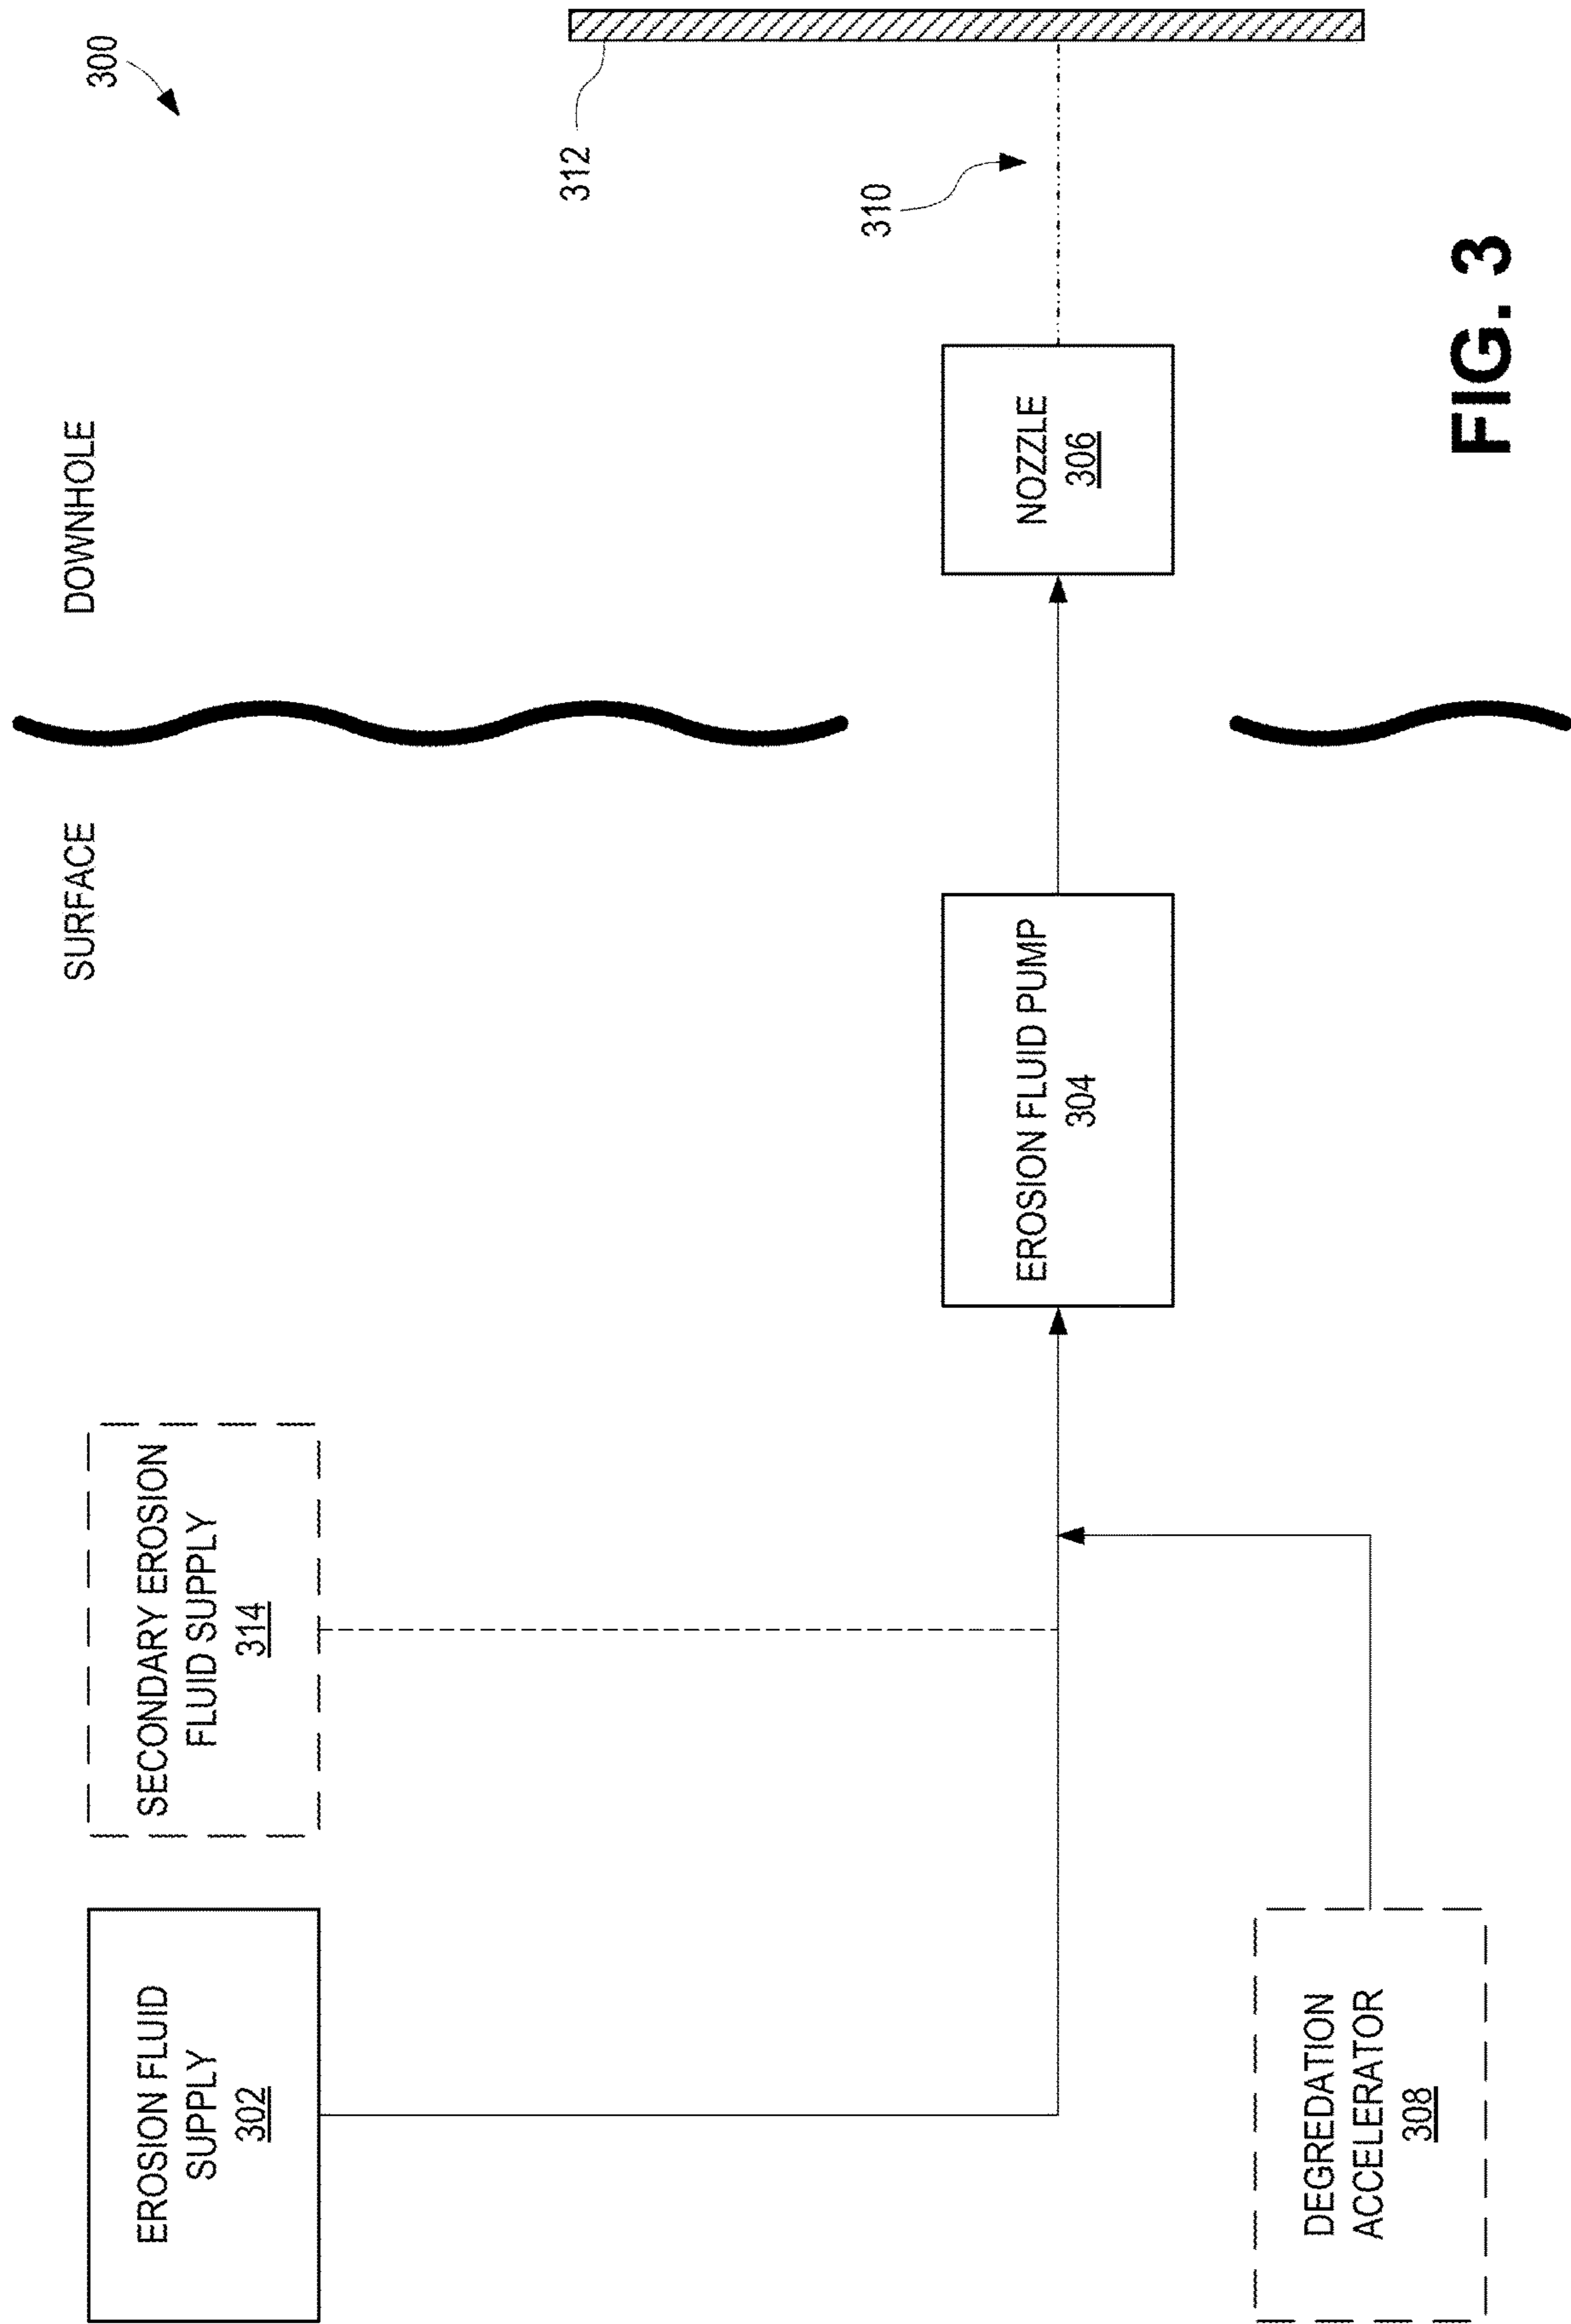 300
SURFACE
DOWNHOLE
312
310
EROSION FLUID
SUPPLY
302
SECONDARY EROSION
FLUID SUPPLY
314
EROSION FLUID PUMP
304
NOZZLE
306
DEGREDATION
ACCELERATOR
308
FIG. 3